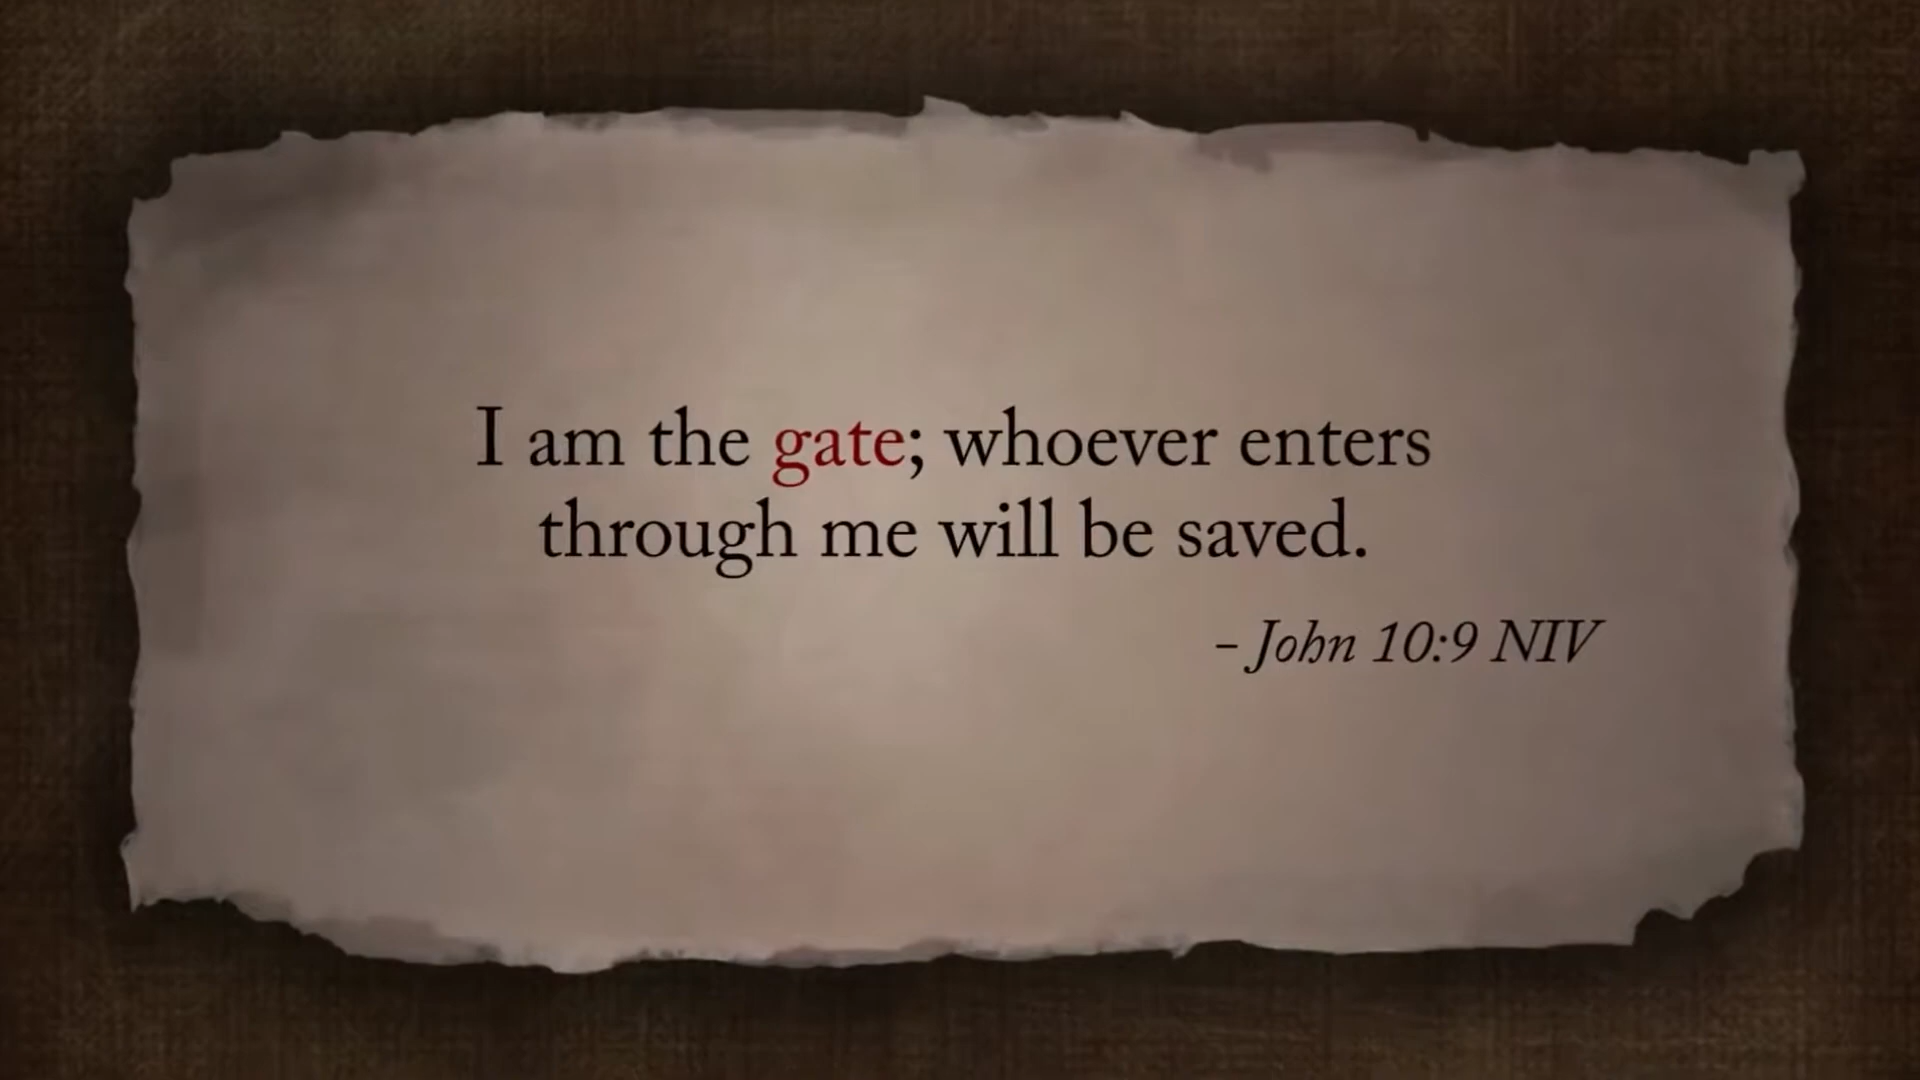 I am the gate; whoever enters
through me will be saved.
- John 10:9 NIV